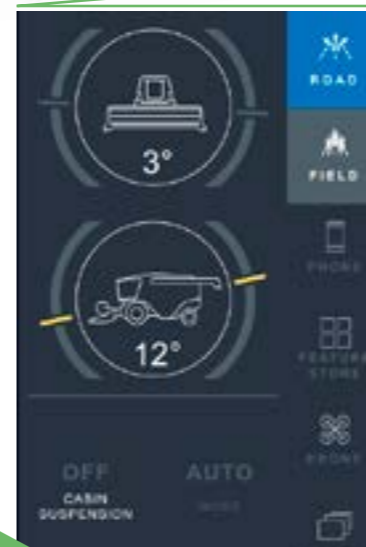 3°
ROAD
FIELD
12°
PHONE
FEATURE
STORE
DRONE
OFF
CABIN
SUSPENSION
AUTO